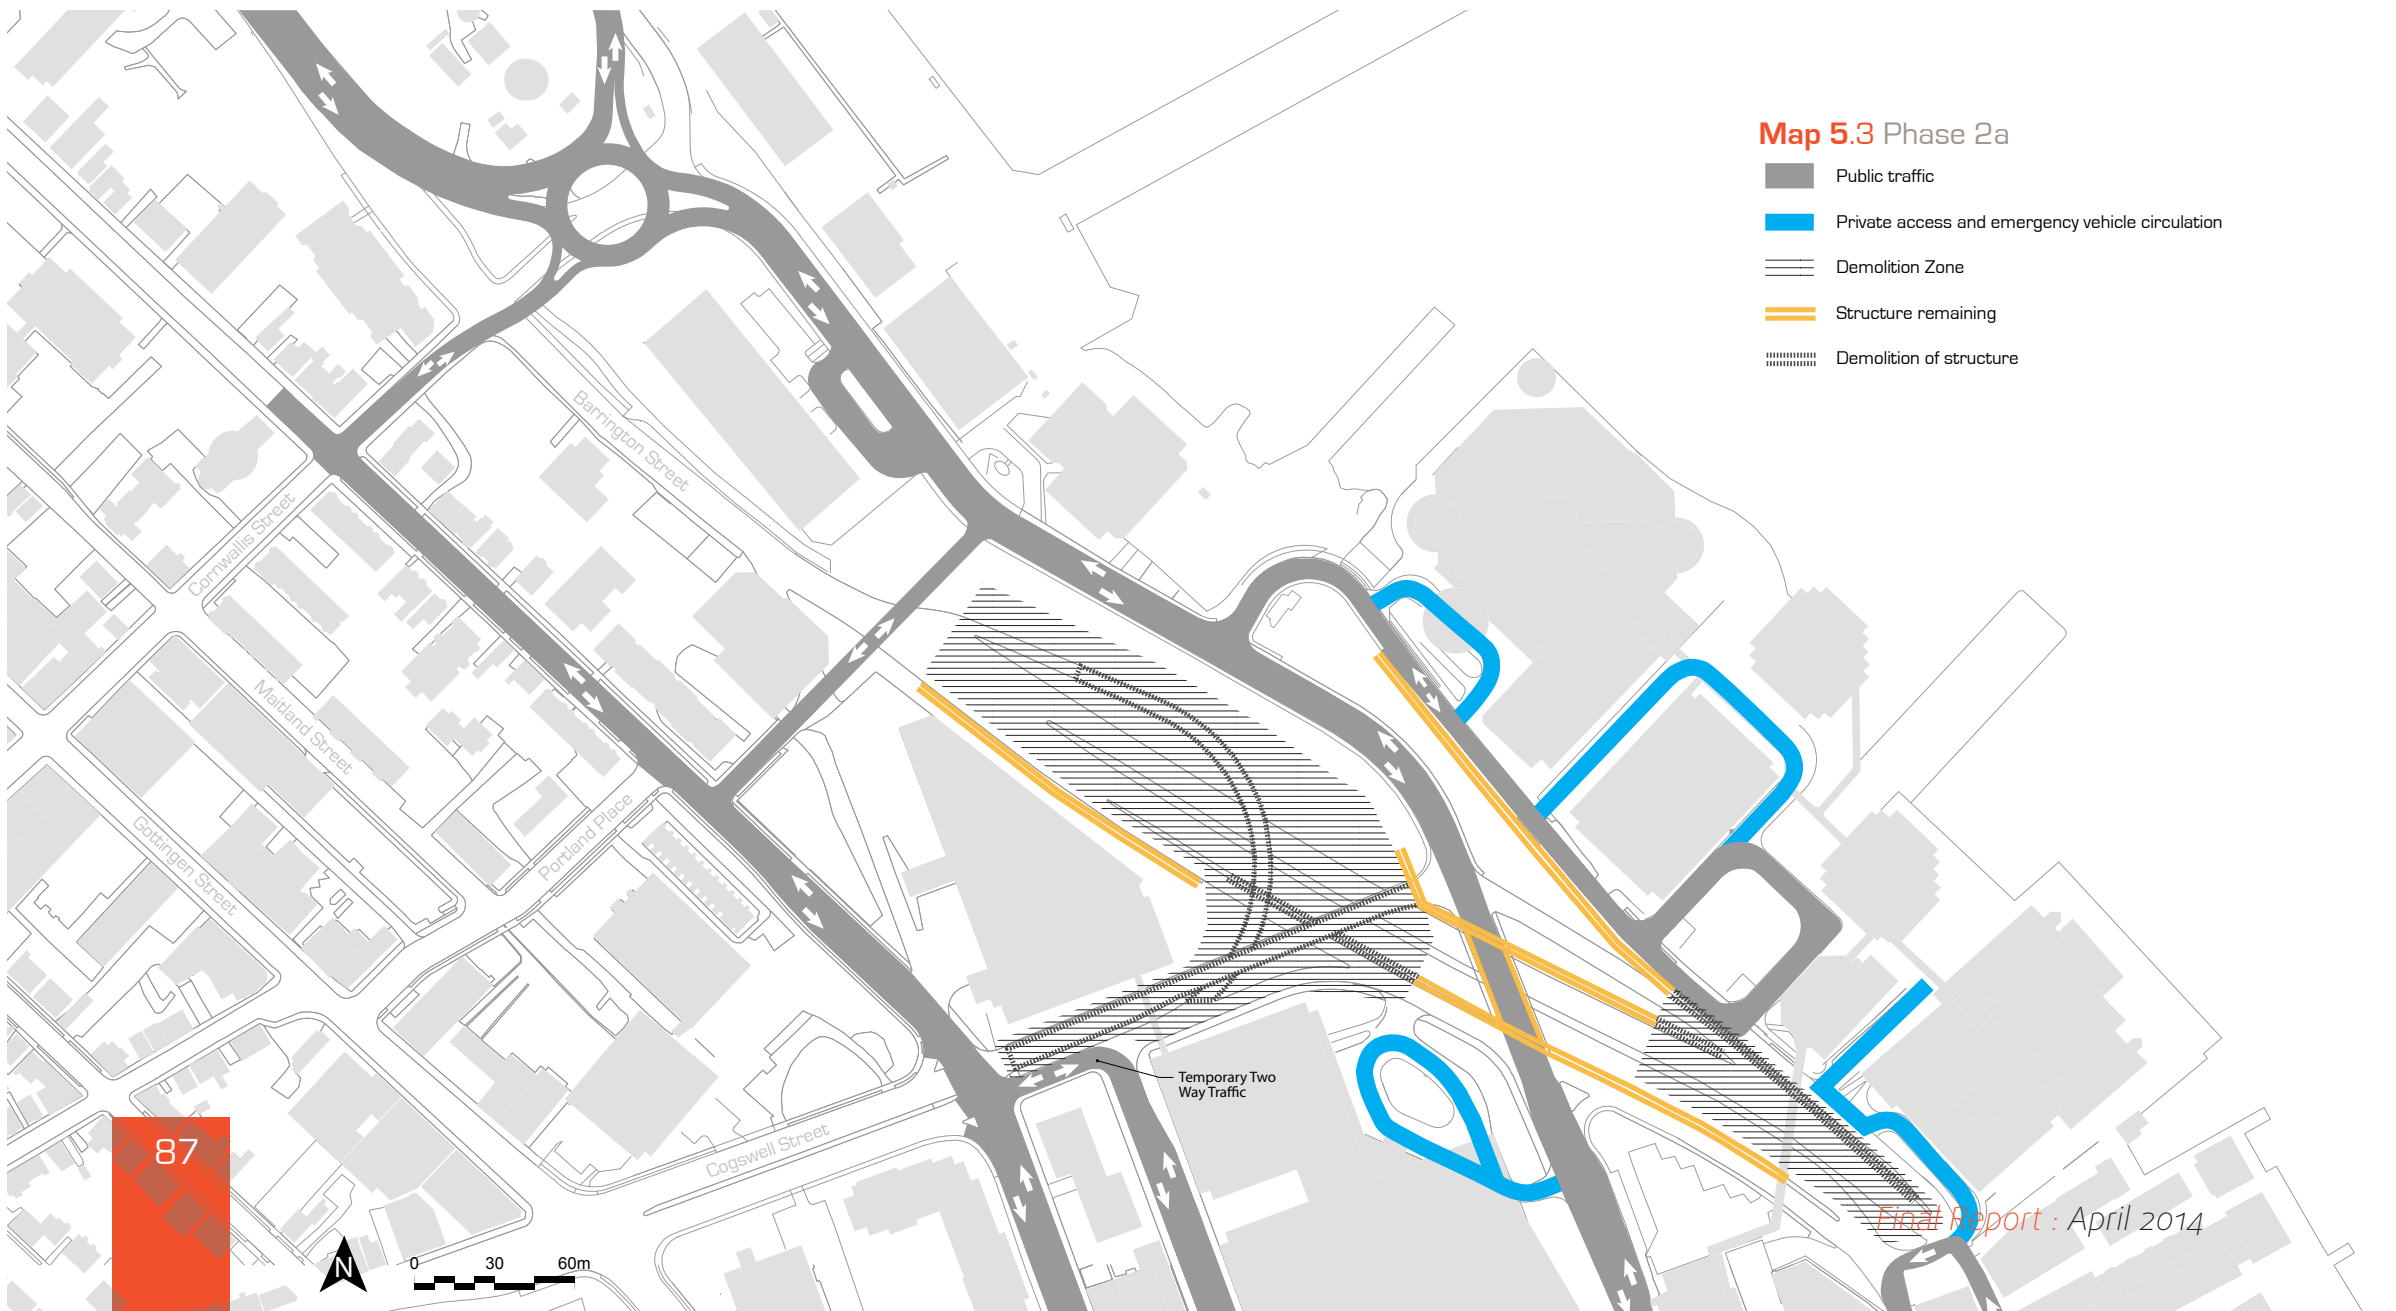 Map 5.3 Phase 2a
Public traffic
Private access and emergency vehicle circulation
Demolition Zone
Structure remaining
Demolition of structure
Barrington Street
Cornwallis Street
Maitland Street
Gottingen Street
Portland Place
Temporary Two
Way Traffic
Cogswell Street
87
N
0 30 60m
Final Report : April 2014